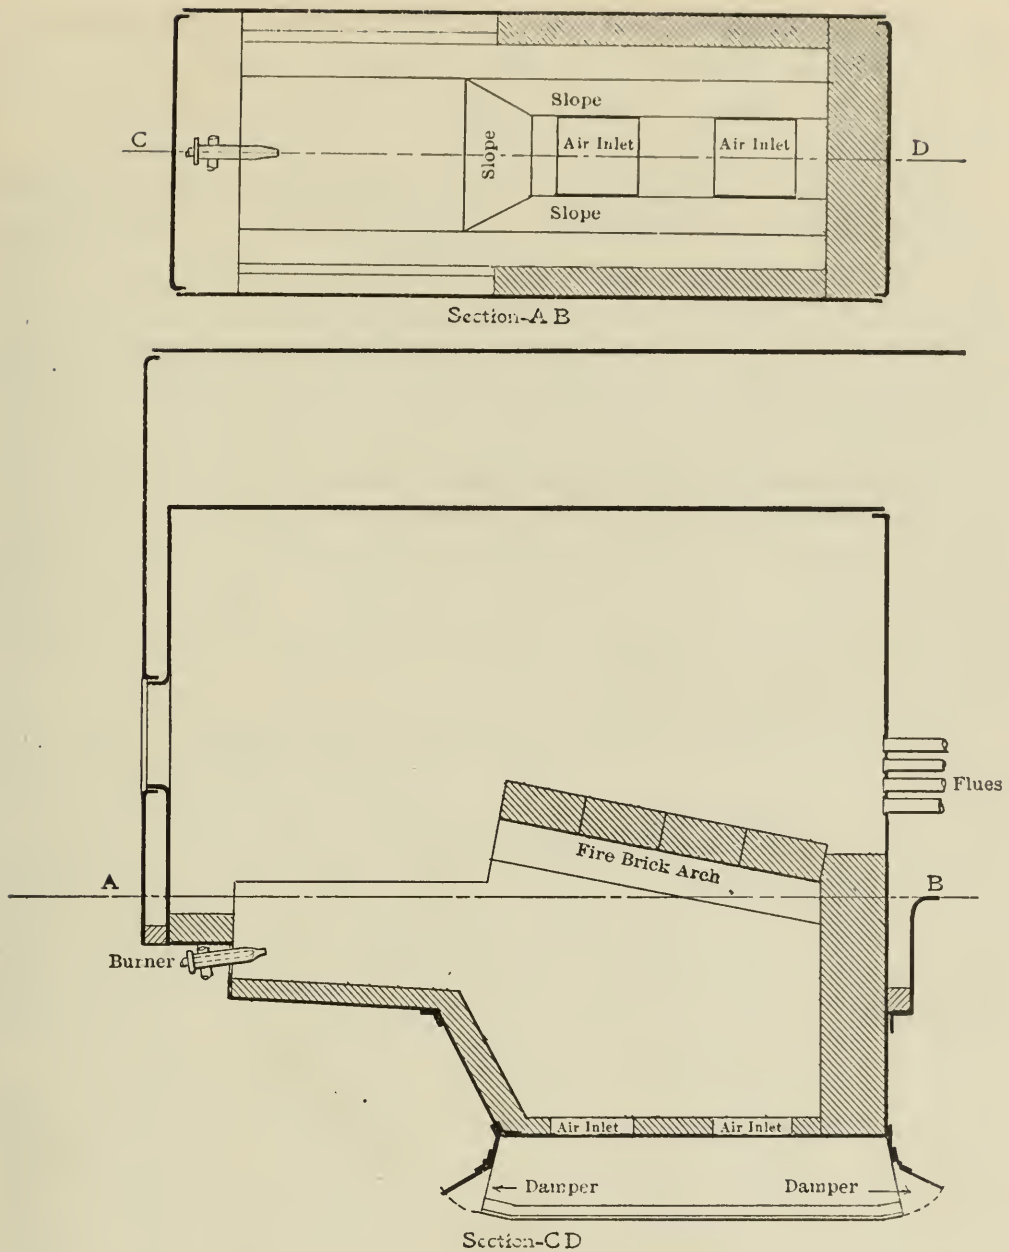 Slope
C
Slope
Air Inlet
Air Inlet
D
Slope
Section-A B
Flues
Fire Brick Arch
A
B
Burner
Air Inlet
Air Inlet
Damper
Damper
Section-C D